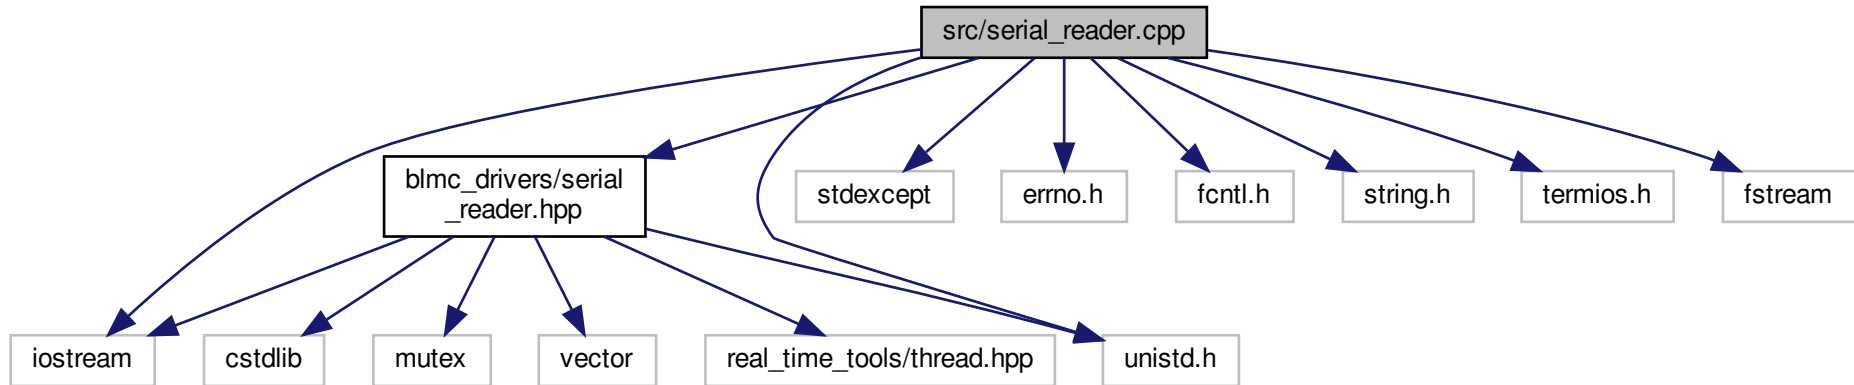 src/serial_reader.cpp
blmc_drivers/serial
_reader.hpp
stdexcept
errno.h
fcntl.h
string.h
termios.h
fstream
iostream
cstdlib
mutex
vector
real_time_tools/thread.hpp
unistd.h